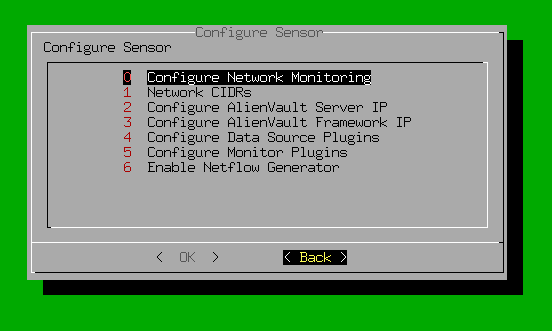 Configure Sensor
Configure Sensor
0 Configure Network Monitoring
1 Network CIDRs
2 Configure AlienVault Server IP
3 Configure AlienVault Framework IP
4 Configure Data Source Plugins
5 Configure Monitor Plugins
6 Enable Netflow Generator
< OK > < Back >